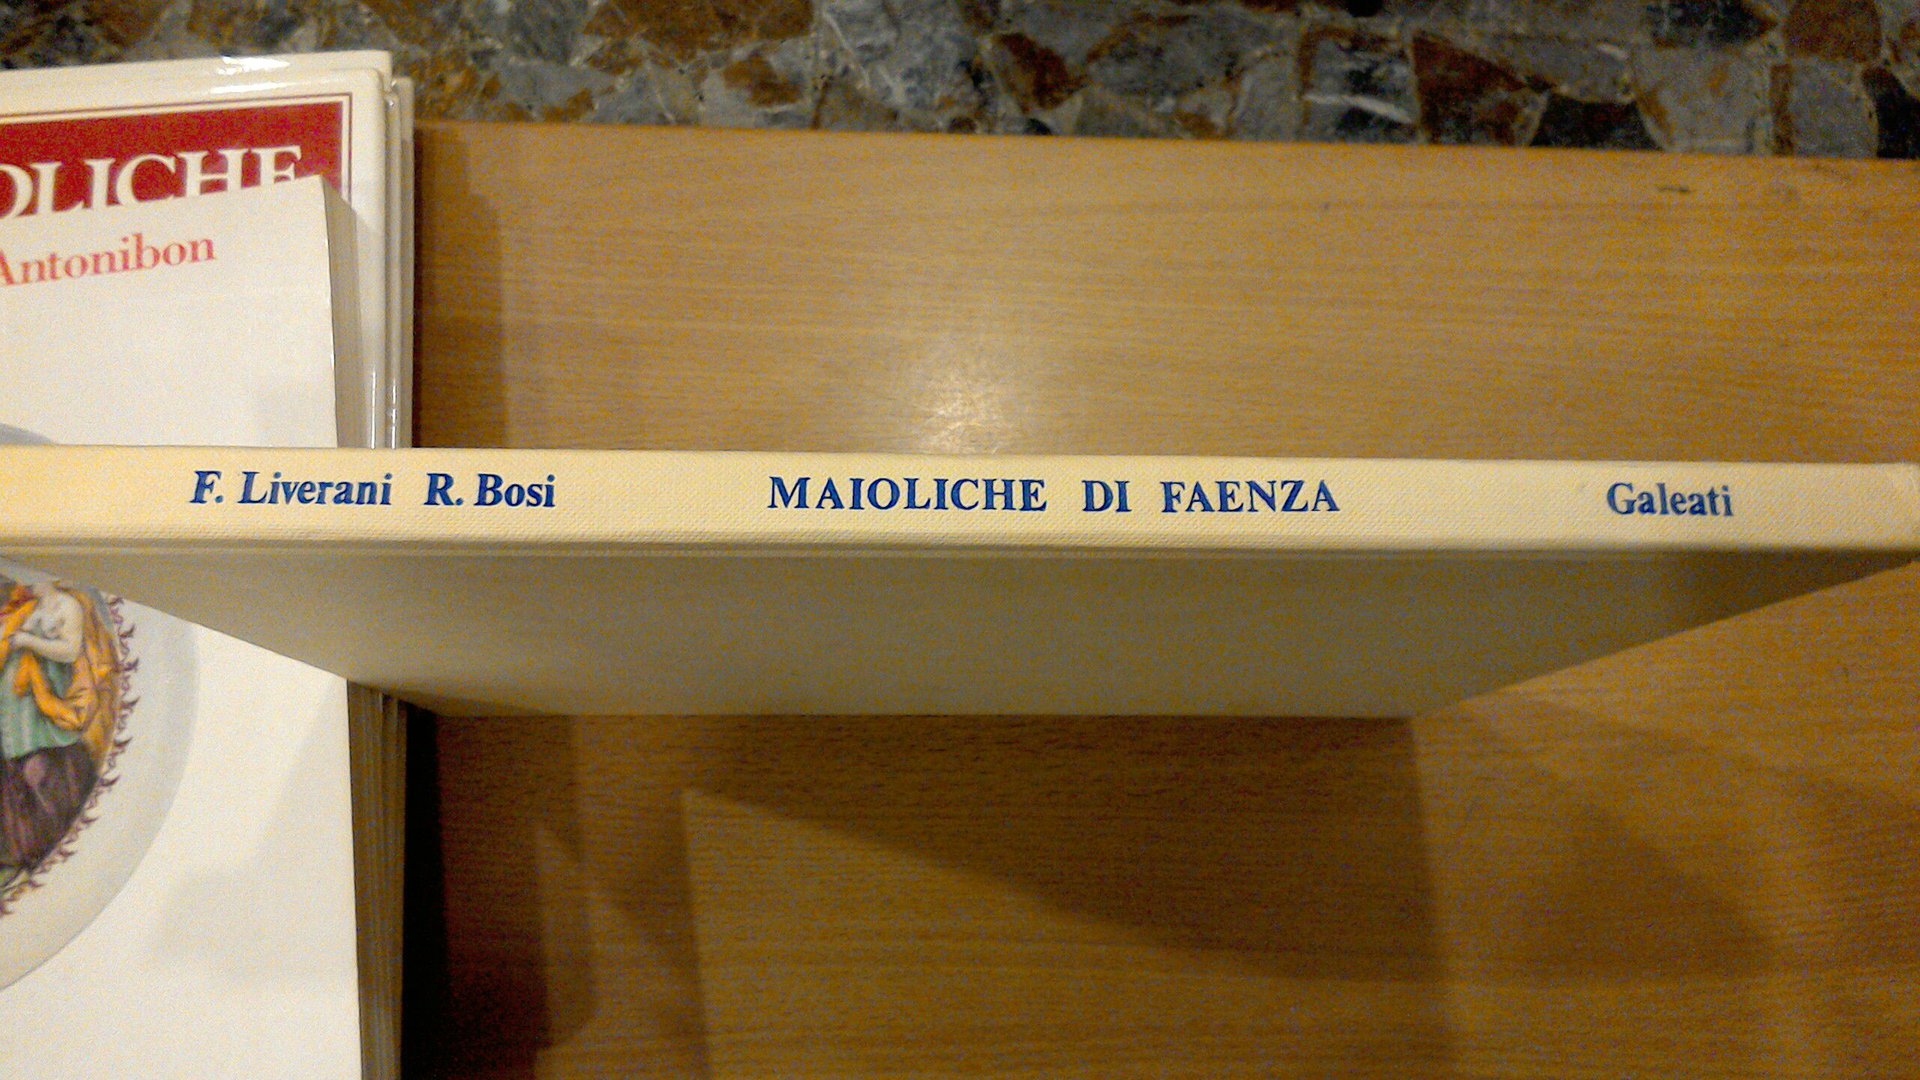 OLICHE
Antonibon
F. Liverani R. Bosi MAIOLICHE DI FAENZA Galeati